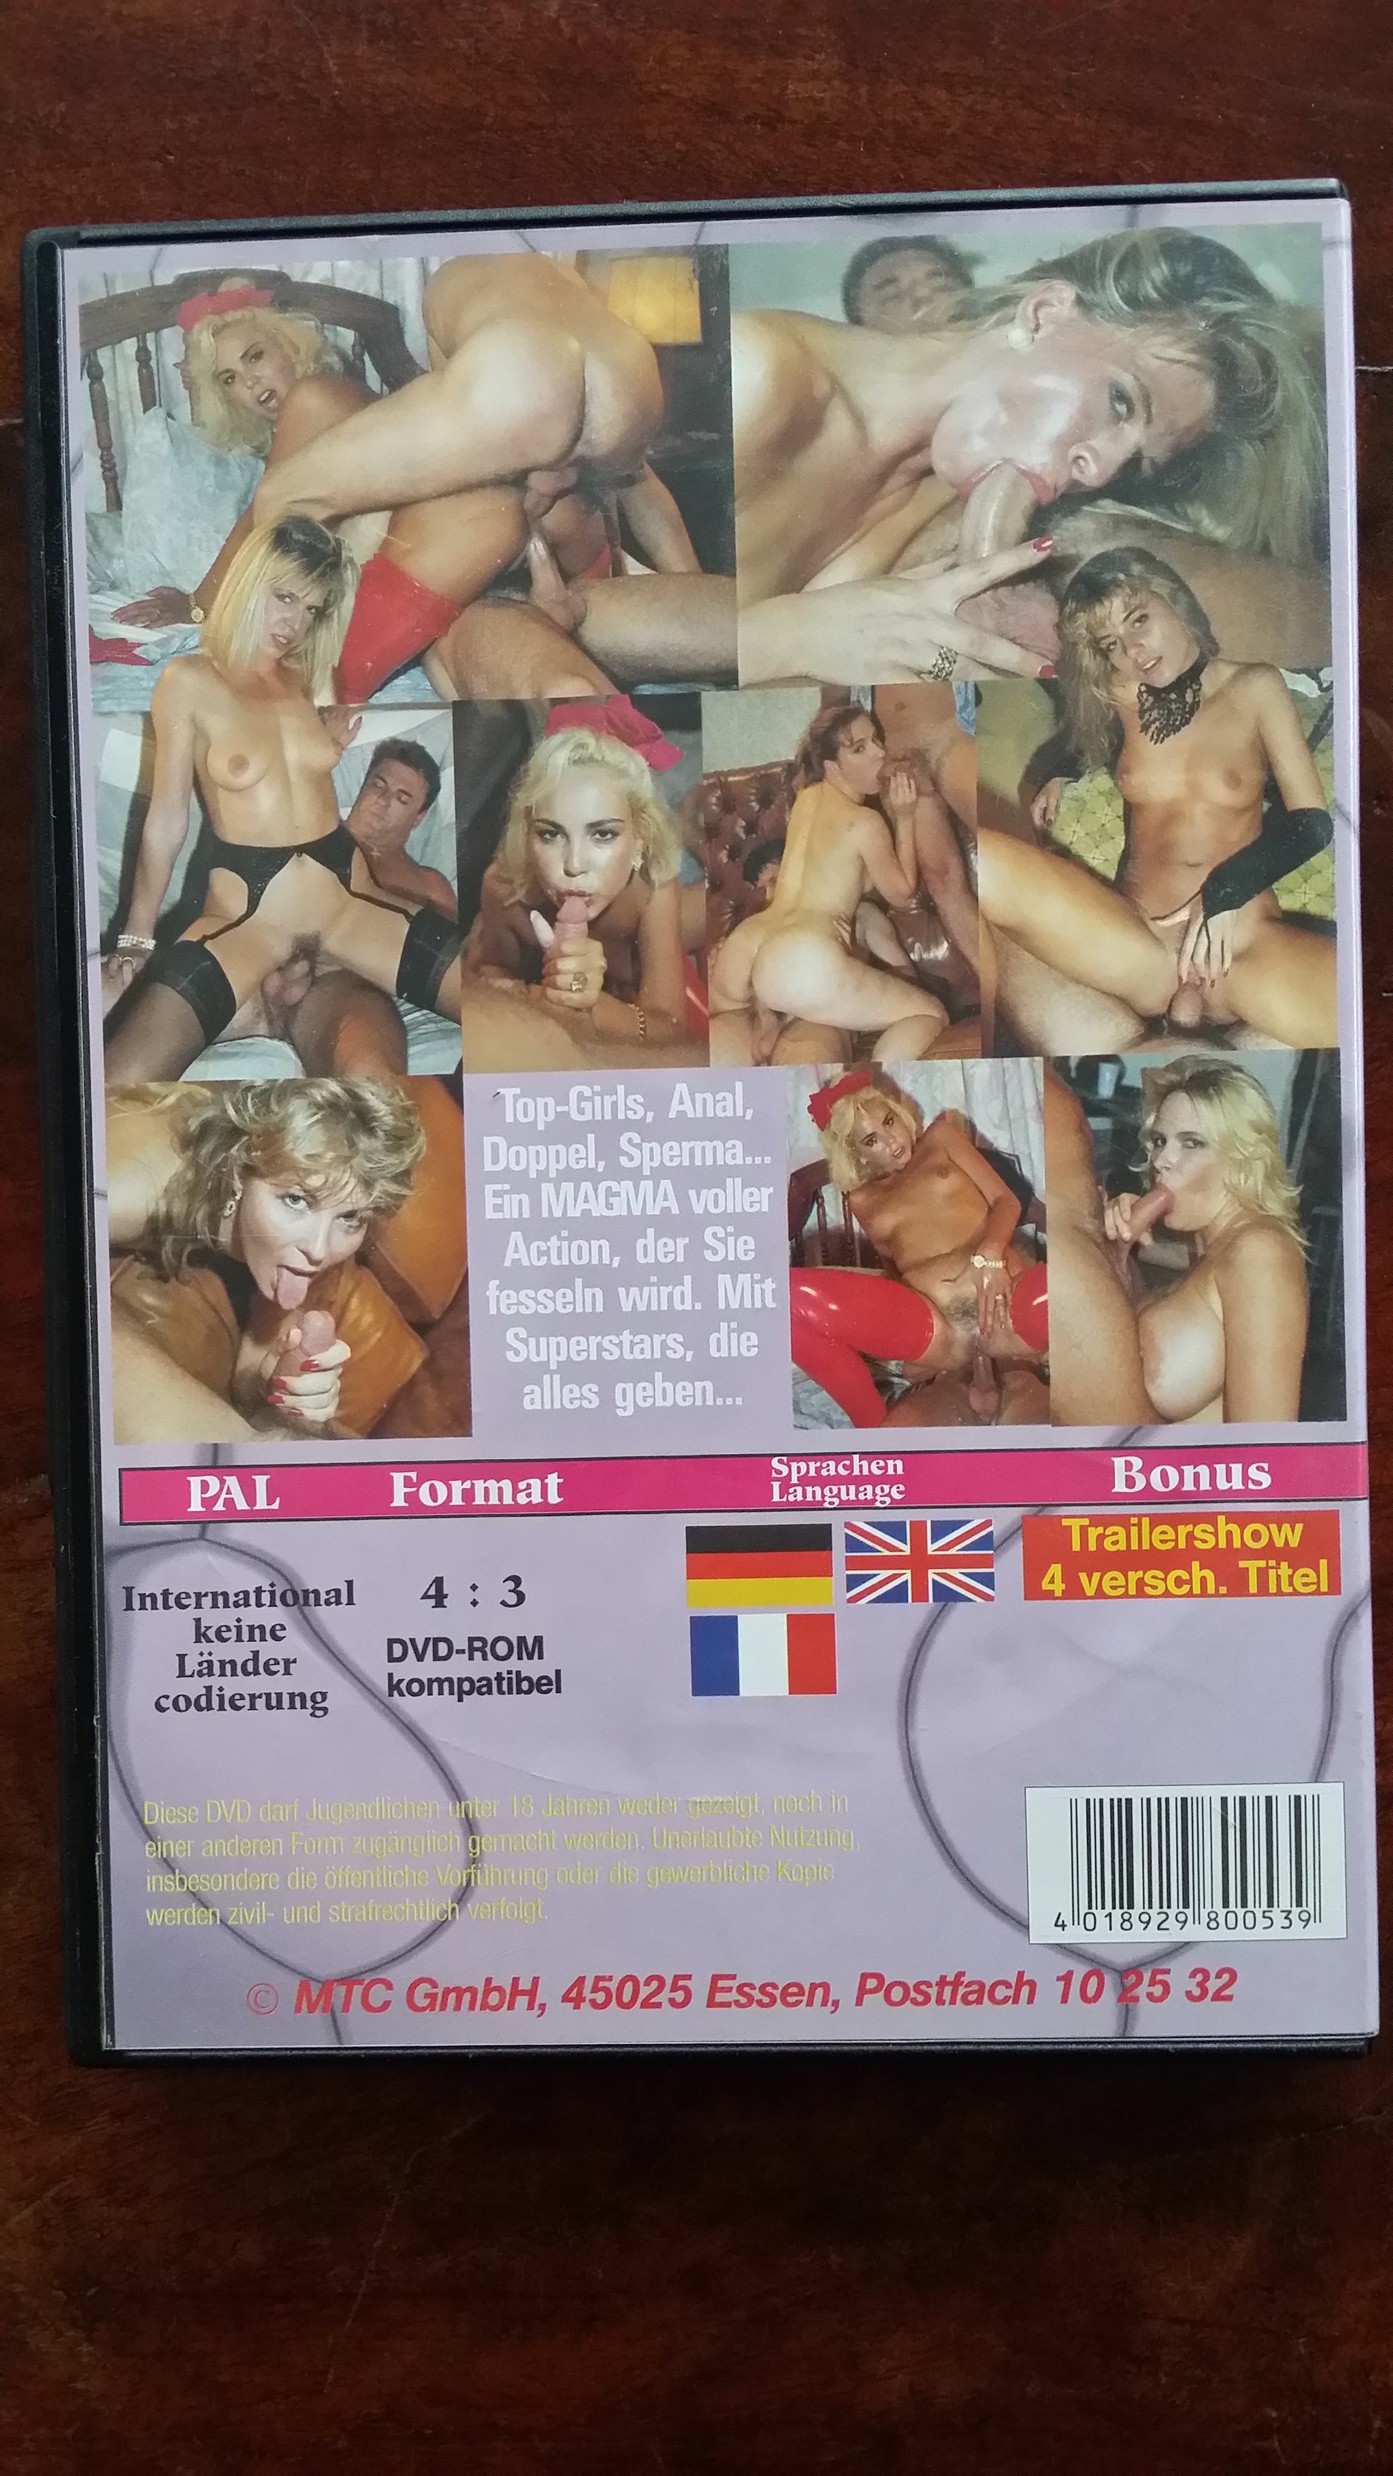 Top-Girls, Anal,
Doppel, Sperma...
Ein MAGMA voller
Action, der Sie
fesseln wird. Mit
Superstars, die
alles geben...
PAL
Format
Sprachen
Language
Bonus
International
keine
Länder
codierung
4 : 3
DVD-ROM
kompatibel
Trailershow
4 versch. Titel
Diese DVD darf Jugendlichen unter 18 Jahren weder gezeigt, noch in
einer anderen Form zugänglich gemacht werden. Unerlaubte Nutzung,
insbesondere die öffentliche Vorführung oder die gewerbliche Kopie
werden zivil- und strafrechtlich verfolgt.
4 018929 800539
© MTC GmbH, 45025 Essen, Postfach 10 25 32